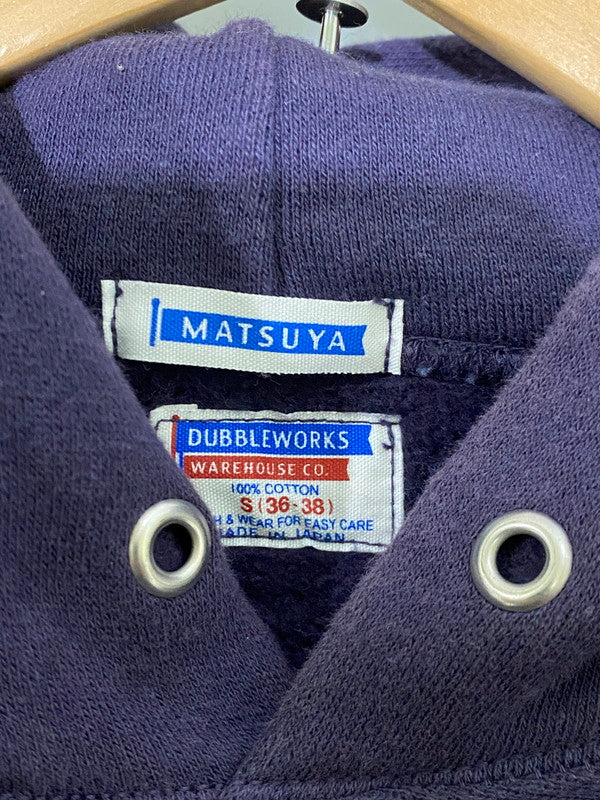 MATSUYA
DUBBLEWORKS
WAREHOUSE CO.
100% COTTON
S (36-38)
& WEAR FOR EASY CARE
IN JAPAN